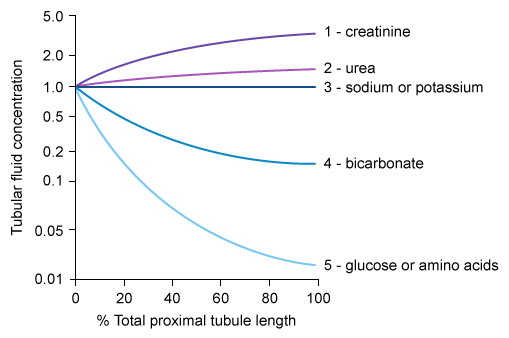 5.0
2.0
1.0
0.5
0.2
0.1
0.05
0.01
Tubular fluid concentration
1 - creatinine
2 - urea
3 - sodium or potassium
4 - bicarbonate
5 - glucose or amino acids
0 20 40 60 80 100
% Total proximal tubule length